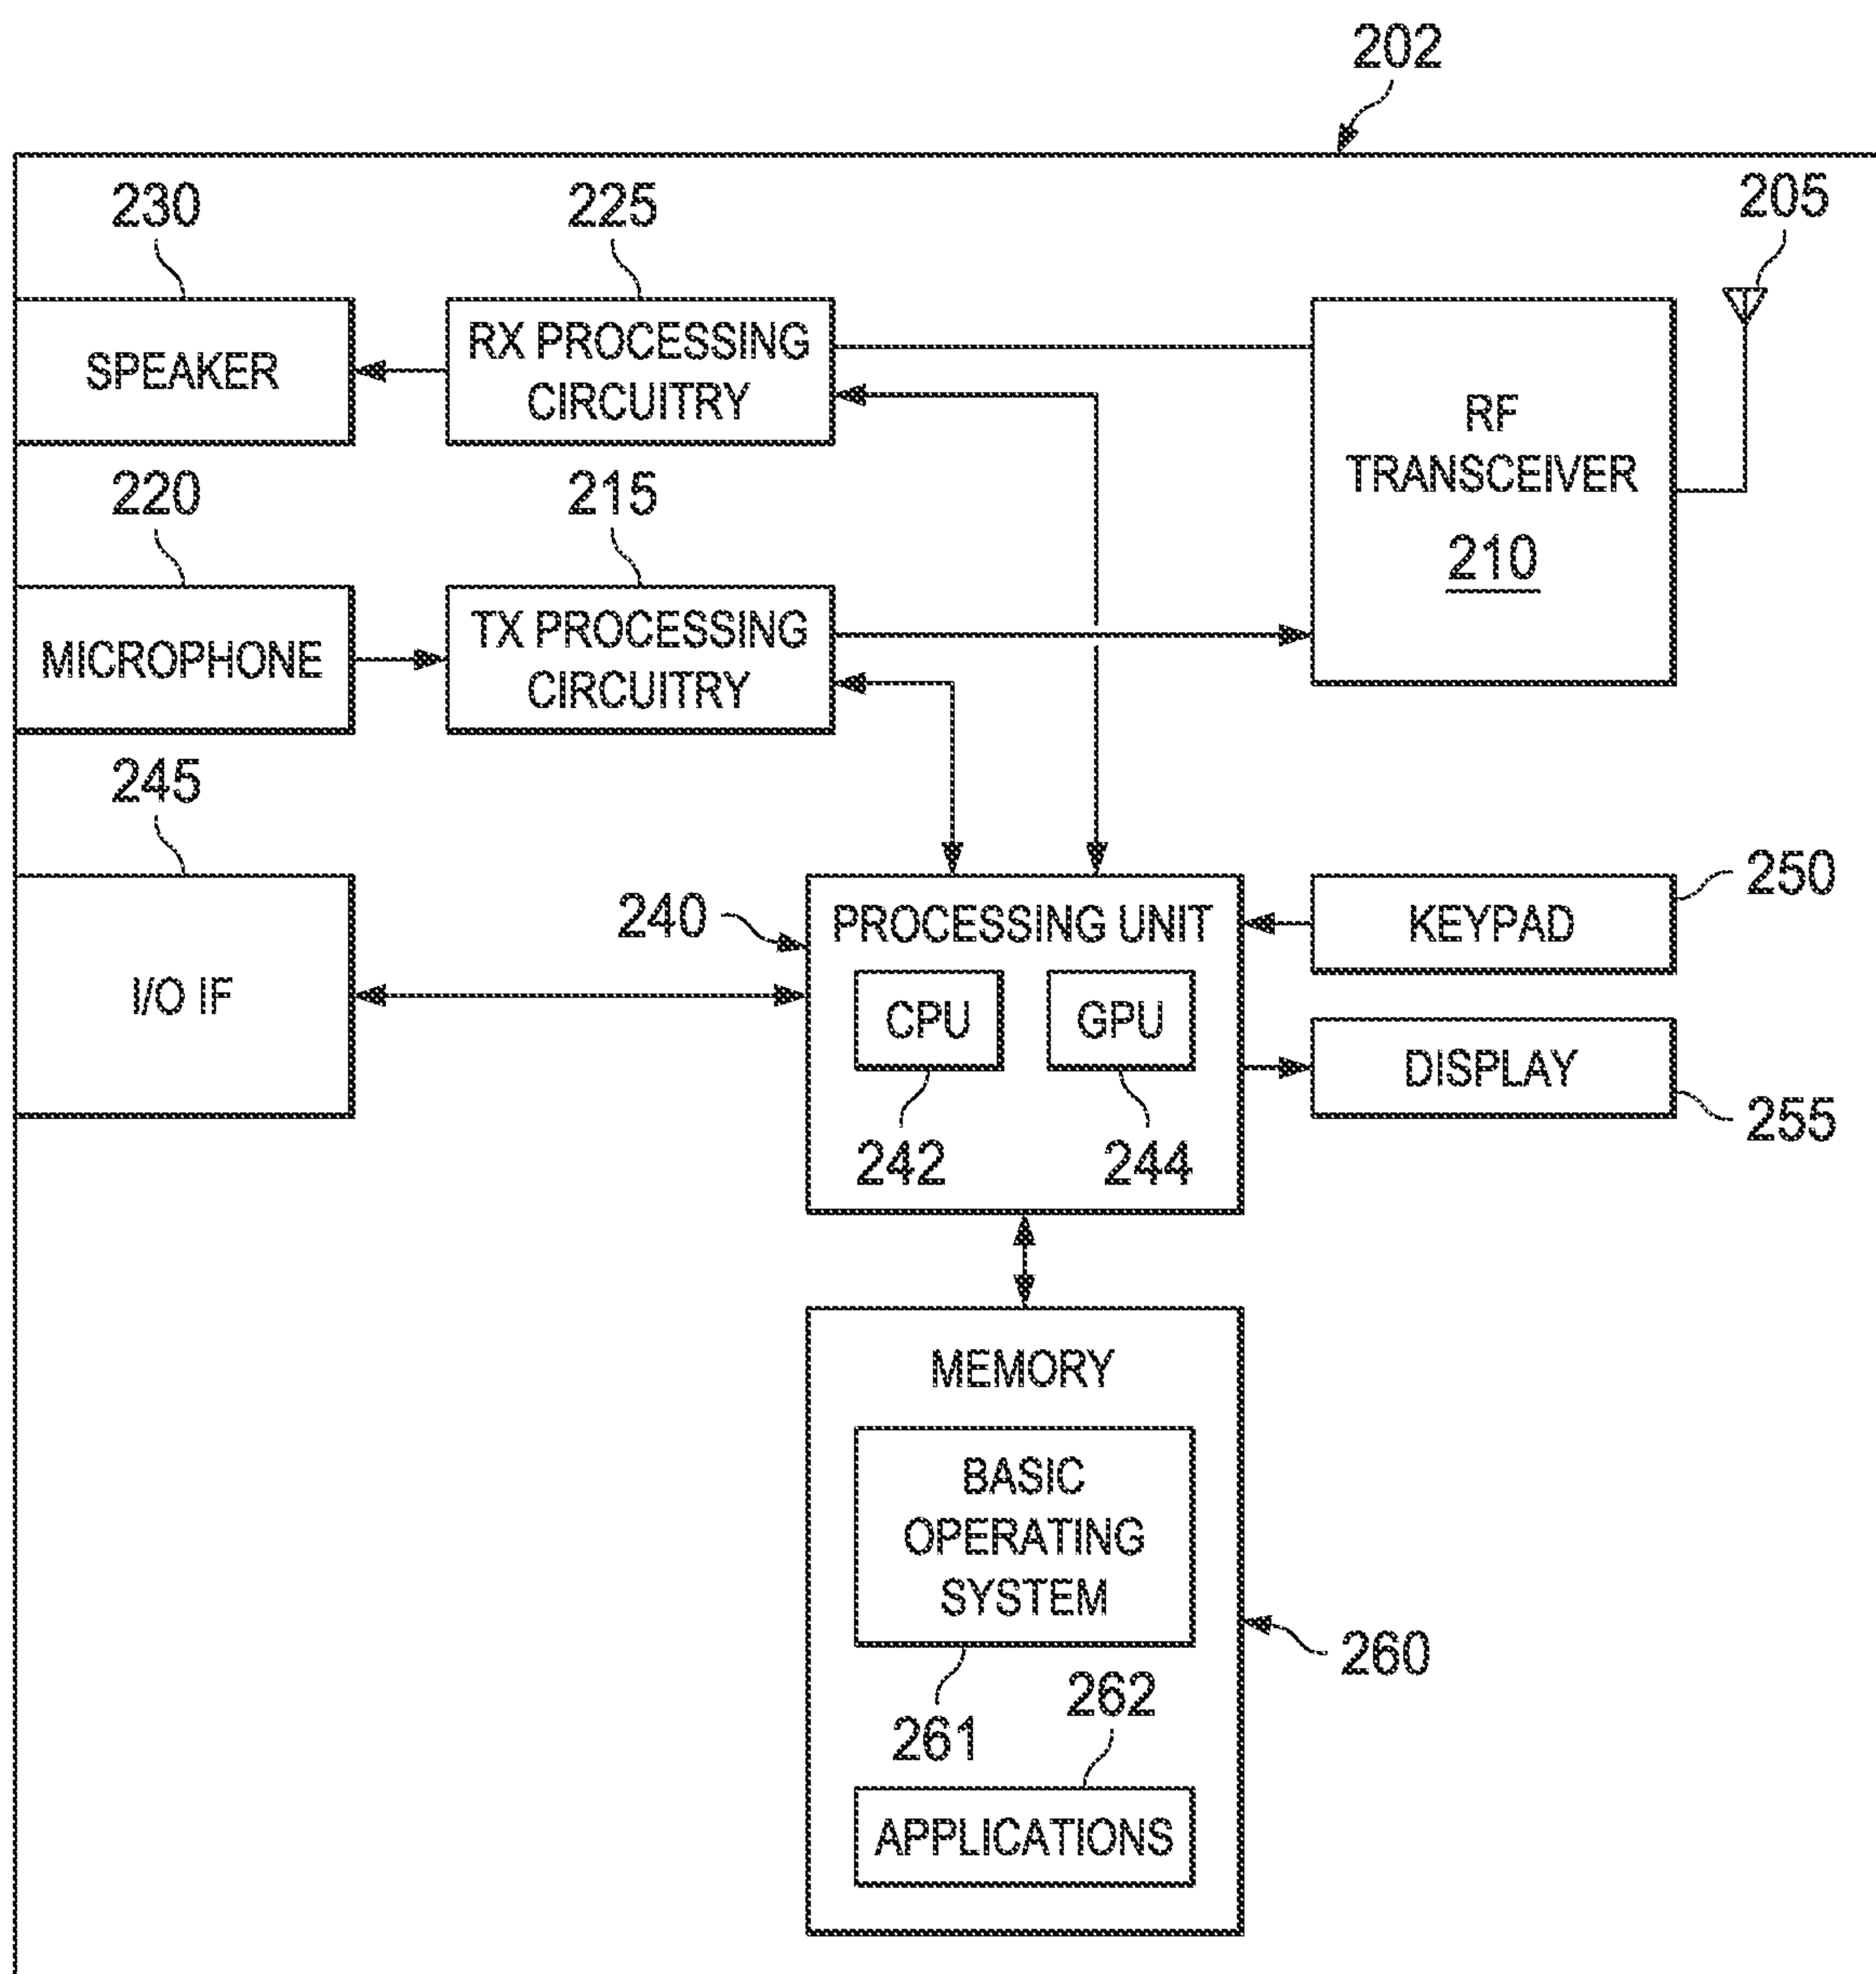 202
205
230
225
SPEAKER
RX PROCESSING
CIRCUITRY
RF
TRANSCEIVER
210
220
215
MICROPHONE
TX PROCESSING
CIRCUITRY
245
I/O IF
240
PROCESSING UNIT
CPU
GPU
242
244
KEYPAD
250
DISPLAY
255
MEMORY
BASIC
OPERATING
SYSTEM
260
261
262
APPLICATIONS